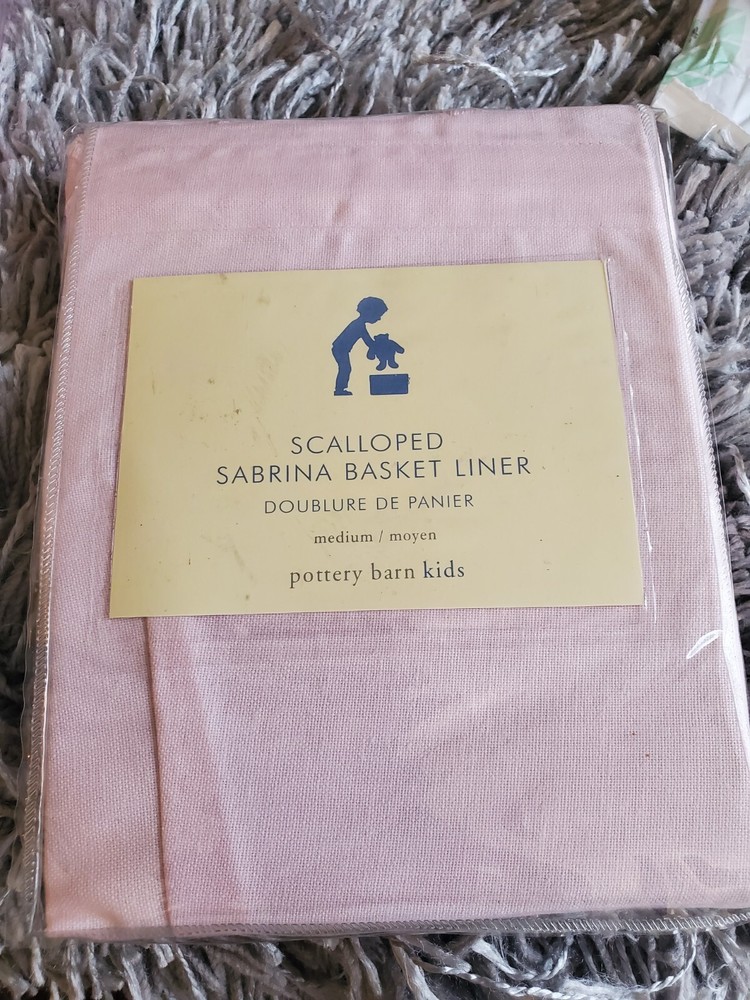 SCALLOPED
SABRINA BASKET LINER
DOUBLURE DE PANIER
medium / moyen
pottery barn kids